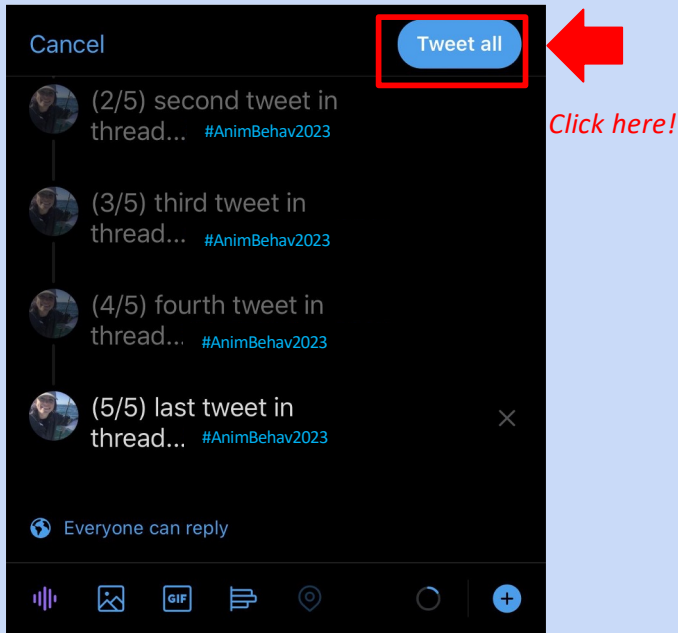 Cancel
Tweet all
Click here!
(2/5) second tweet in
thread... #AnimBehav2023
(3/5) third tweet in
thread... #AnimBehav2023
(4/5) fourth tweet in
thread... #AnimBehav2023
(5/5) last tweet in
thread... #AnimBehav2023
Everyone can reply
GIF